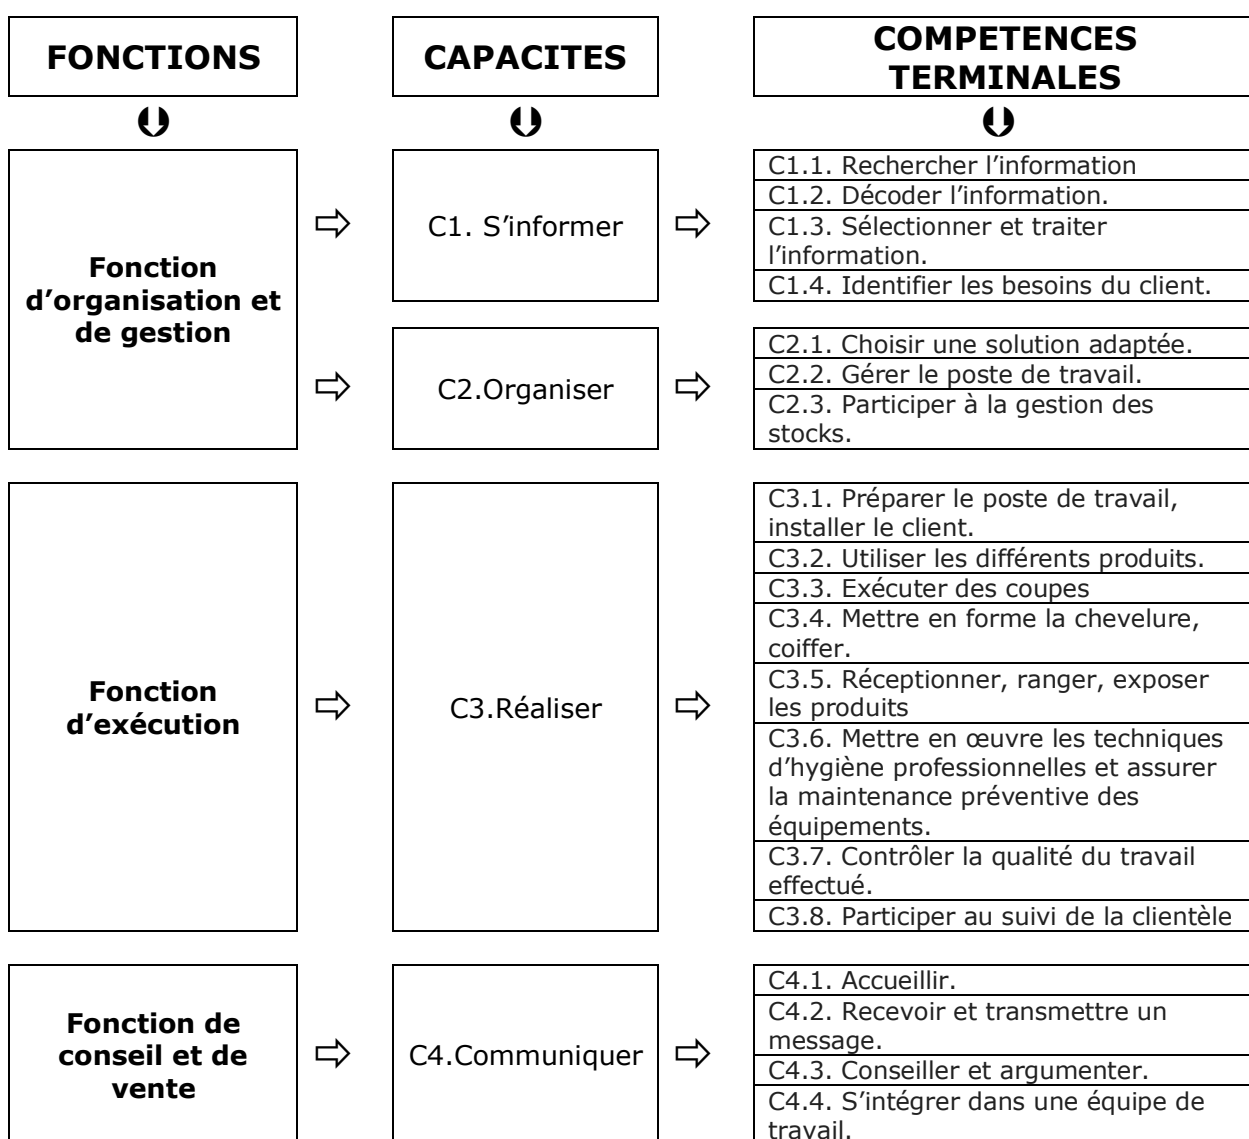 FONCTIONS
CAPACITES
COMPETENCES
TERMINALES
Fonction
d’organisation et
de gestion
C1. S’informer
C1.1. Rechercher l’information
C1.2. Décoder l’information.
C1.3. Sélectionner et traiter
l’information.
C1.4. Identifier les besoins du client.
C2.Organiser
C2.1. Choisir une solution adaptée.
C2.2. Gérer le poste de travail.
C2.3. Participer à la gestion des
stocks.
Fonction
d’exécution
C3.Réaliser
C3.1. Préparer le poste de travail,
installer le client.
C3.2. Utiliser les différents produits.
C3.3. Exécuter des coupes
C3.4. Mettre en forme la chevelure,
coiffer.
C3.5. Réceptionner, ranger, exposer
les produits
C3.6. Mettre en œuvre les techniques
d’hygiène professionnelles et assurer
la maintenance préventive des
équipements.
C3.7. Contrôler la qualité du travail
effectué.
C3.8. Participer au suivi de la clientèle
Fonction de
conseil et de
vente
C4.Communiquer
C4.1. Accueillir.
C4.2. Recevoir et transmettre un
message.
C4.3. Conseiller et argumenter.
C4.4. S’intégrer dans une équipe de
travail.